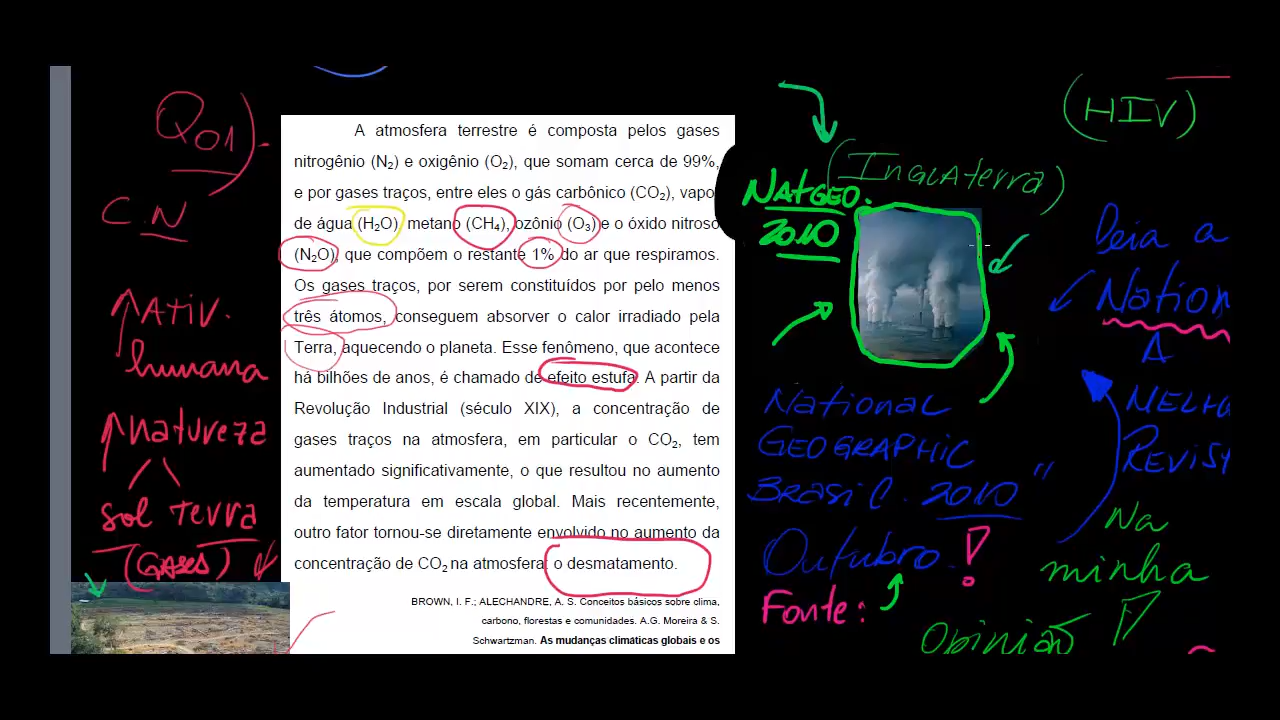 Q01)-
C.N
↑Ativ.
humana
↑Natureza
sol terra
(GASES)
A atmosfera terrestre é composta pelos gases
nitrogênio (N₂) e oxigênio (O₂), que somam cerca de 99%,
e por gases traços, entre eles o gás carbônico (CO₂), vapo
de água (H₂O) metano (CH₄), ozônio (O₃) e o óxido nitroso
(N₂O), que compõem o restante 1% do ar que respiramos.
Os gases traços, por serem constituídos por pelo menos
três átomos, conseguem absorver o calor irradiado pela
Terra, aquecendo o planeta. Esse fenômeno, que acontece
há bilhões de anos, é chamado de efeito estufa. A partir da
Revolução Industrial (século XIX), a concentração de
gases traços na atmosfera, em particular o CO₂, tem
aumentado significativamente, o que resultou no aumento
da temperatura em escala global. Mais recentemente,
outro fator tornou-se diretamente envolvido no aumento da
concentração de CO₂ na atmosfera: o desmatamento.
BROWN, I. F.; ALECHANDRE, A. S. Conceitos básicos sobre clima,
carbono, florestas e comunidades. A.G. Moreira & S.
Schwartzman. As mudanças climáticas globais e os
(Inglaterra)
NATGEO.
2010
National
GEOGRAPHIC
BRASIL. 2010"
Outubro!
Fonte:
(HIV)
Nation
A
MELHO
REVIST
Na
minha
Opinião